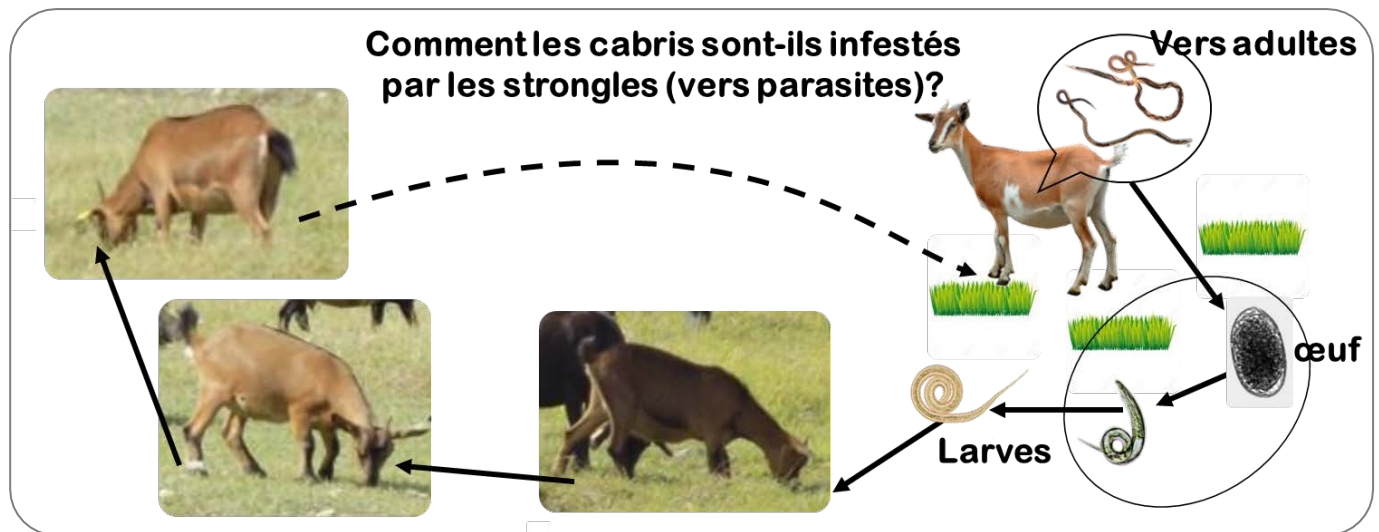 Comment les cabris sont-ils infestés
par les strongles (vers parasites)?
Vers adultes
œuf
Larves